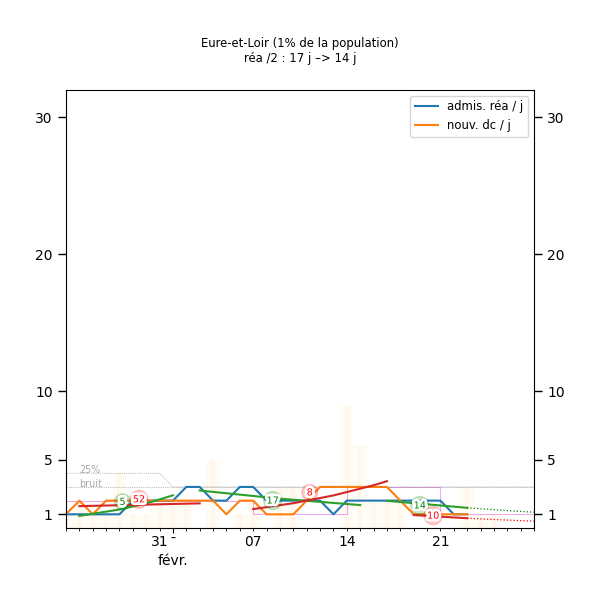 Eure-et-Loir (1% de la population)
réa /2 : 17 j –> 14 j
admis. réa / j
nouv. dc / j
30 30
20 20
10 10
5 5
1 1
25%
bruit
5 52 17 8 14 10
31 - 07 14 21
févr.